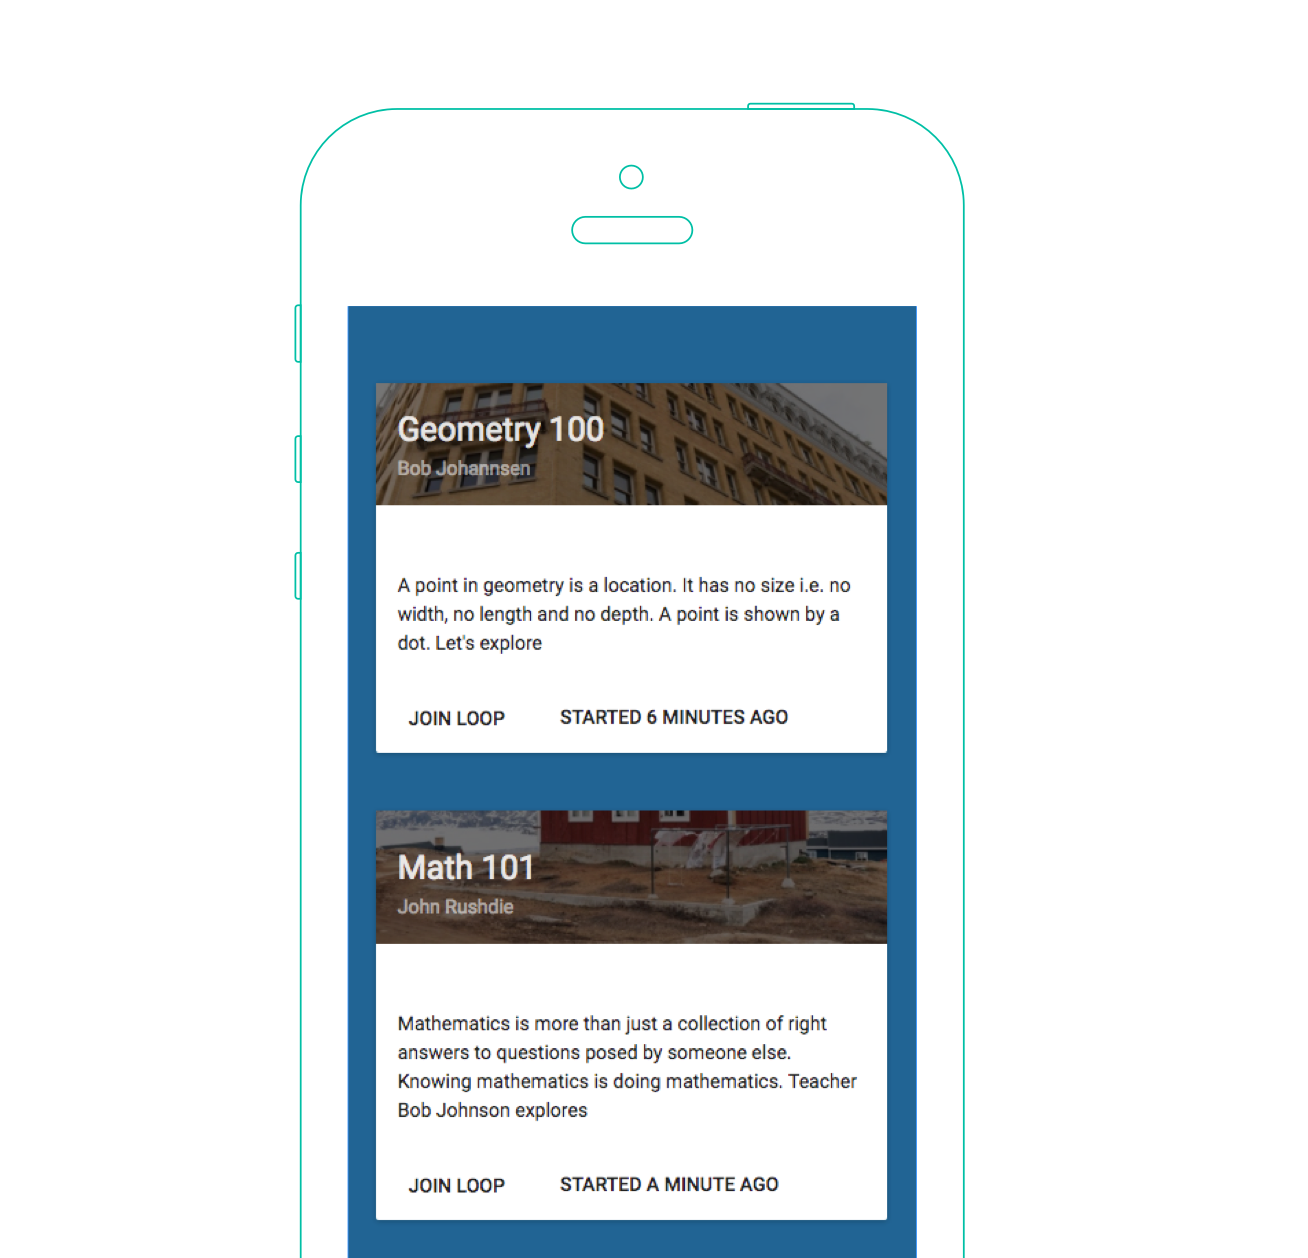 Geometry 100
Bob Johannsen
A point in geometry is a location. It has no size i.e. no
width, no length and no depth. A point is shown by a
dot. Let's explore
JOIN LOOP STARTED 6 MINUTES AGO
Math 101
John Rushdie
Mathematics is more than just a collection of right
answers to questions posed by someone else.
Knowing mathematics is doing mathematics. Teacher
Bob Johnson explores
JOIN LOOP STARTED A MINUTE AGO